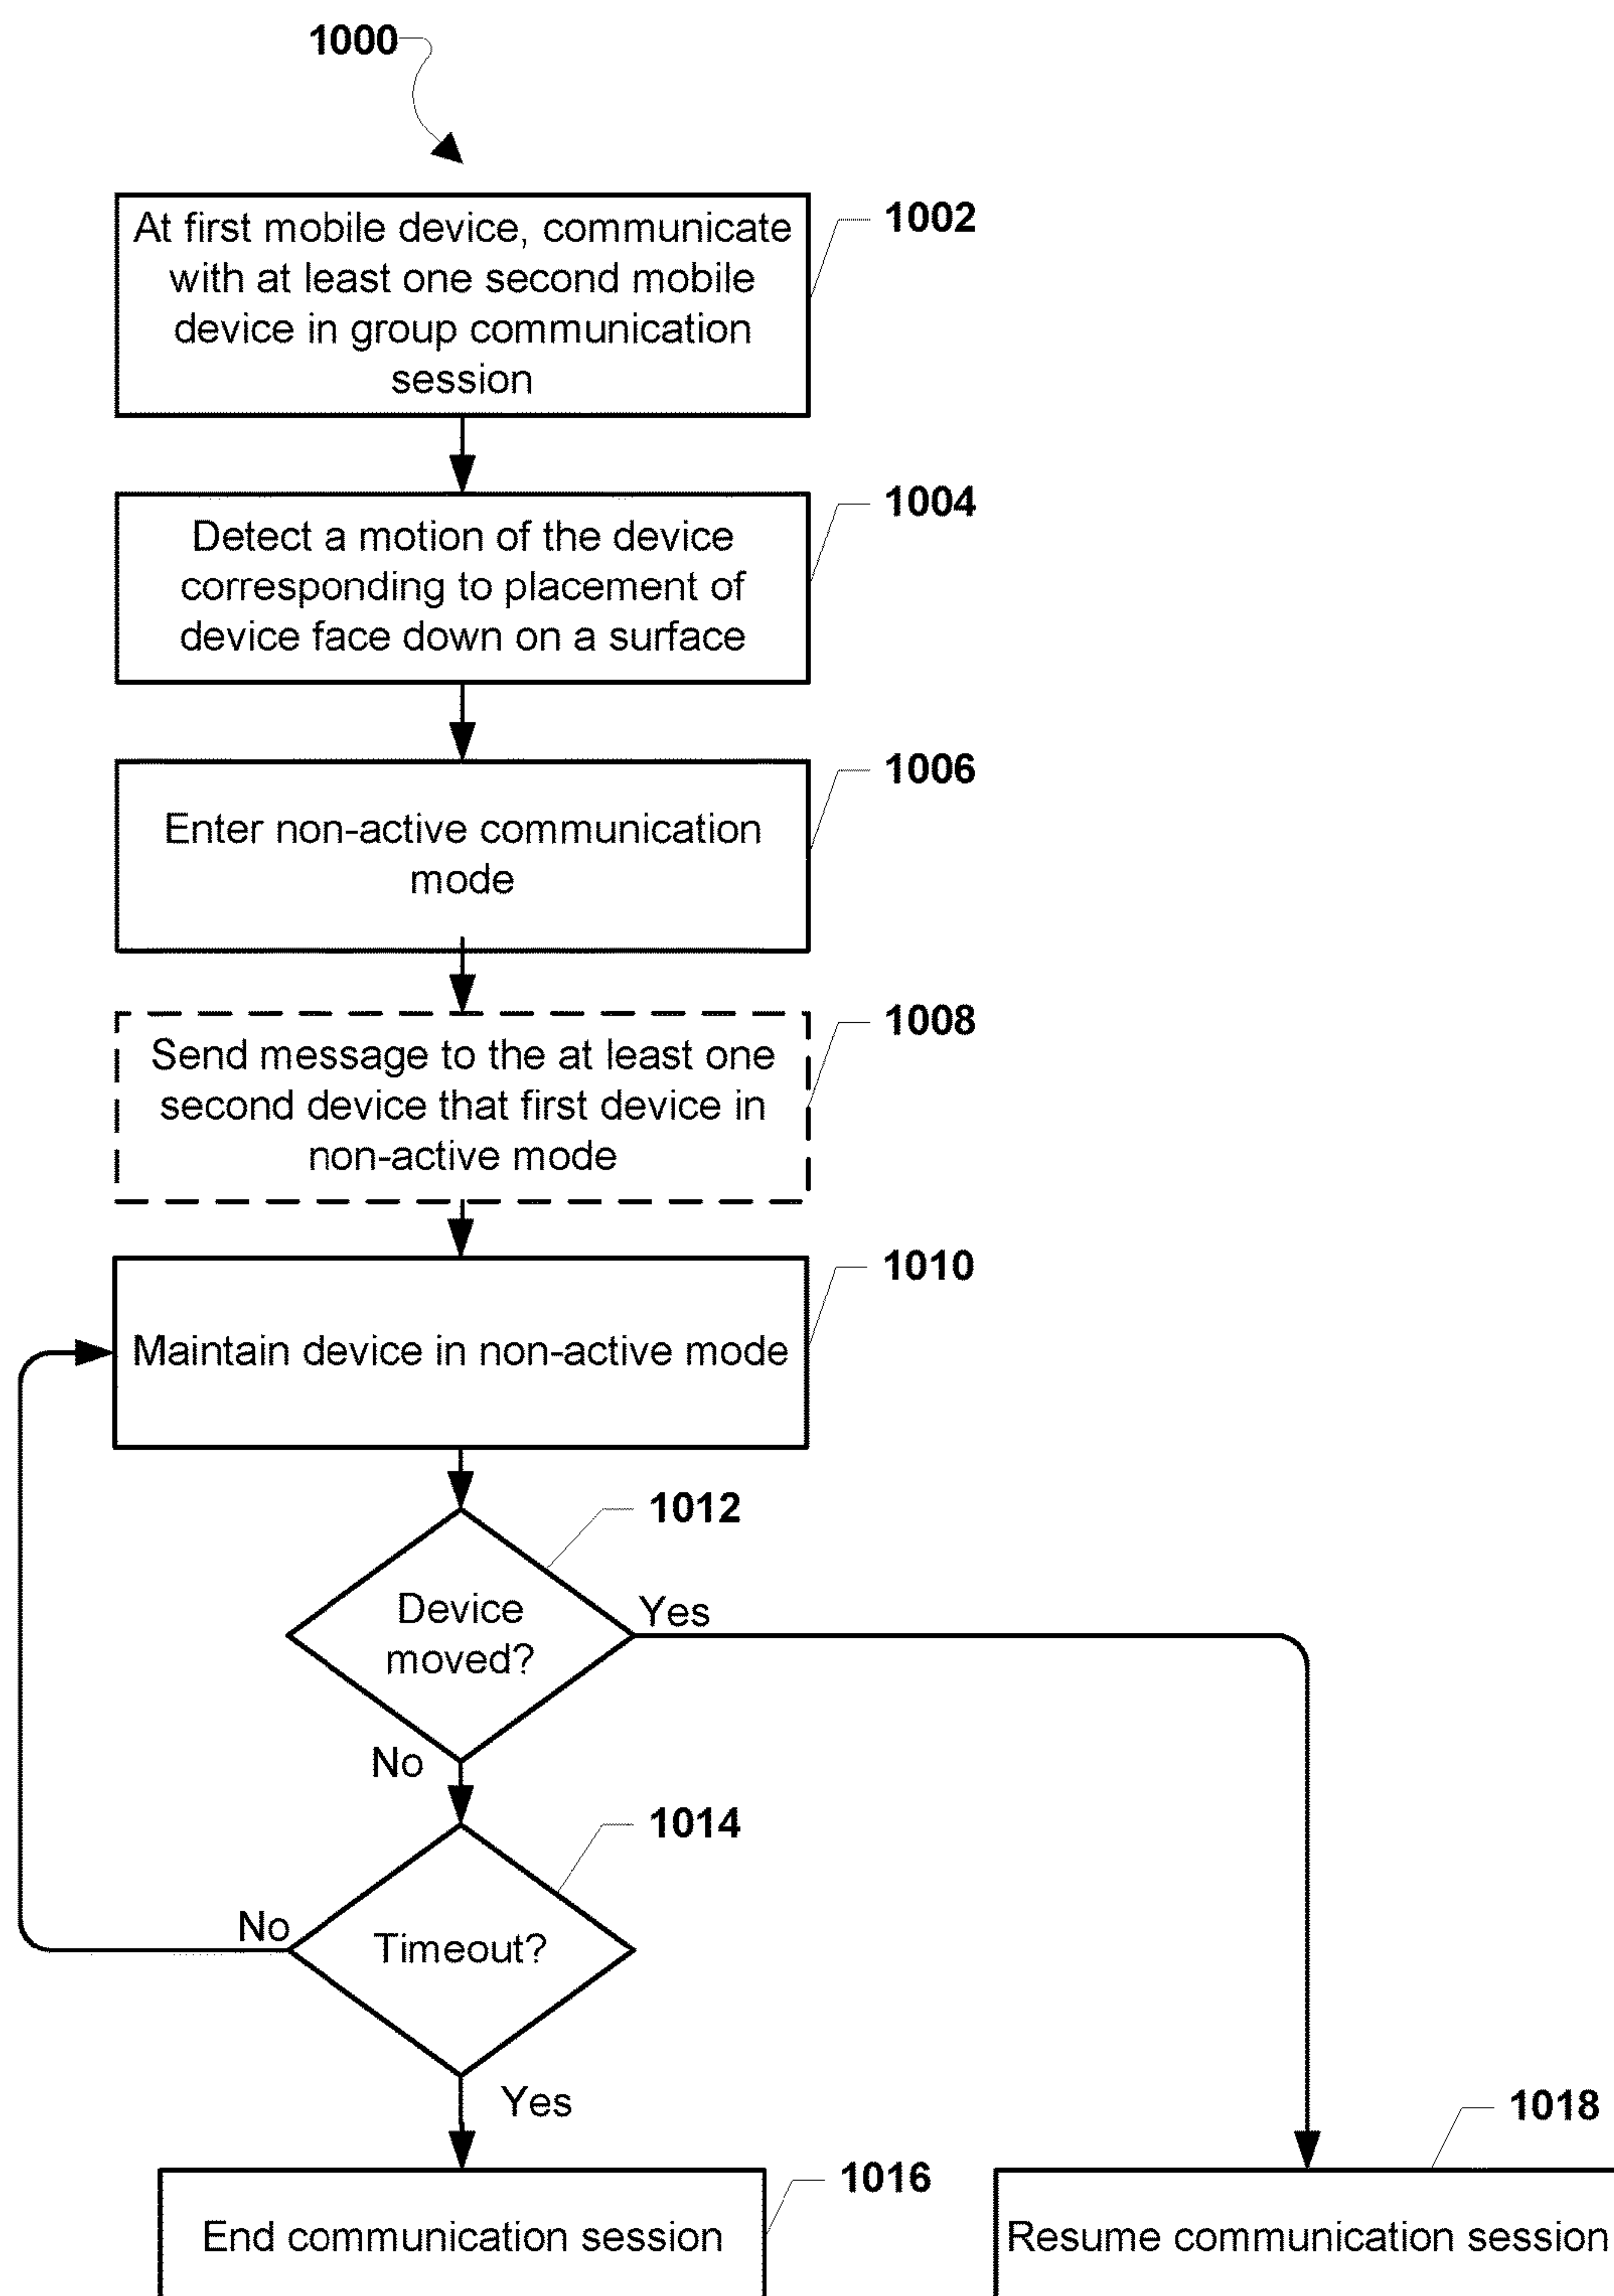 1000
At first mobile device, communicate
with at least one second mobile
device in group communication
session
1002
Detect a motion of the device
corresponding to placement of
device face down on a surface
1004
Enter non-active communication
mode
1006
Send message to the at least one
second device that first device in
non-active mode
1008
Maintain device in non-active mode
1010
Device
moved?
1012
Yes
No
Timeout?
1014
No
Yes
End communication session
1016
Resume communication session
1018